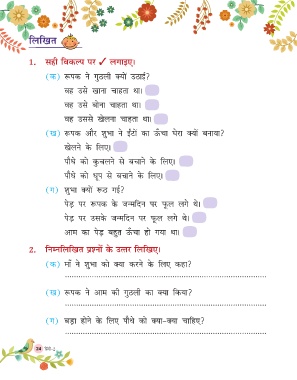 लिखित
1. सही विकल्प पर ✓ लगाइए।
(क) रूपक ने गुठली क्यों उठाई?
वह उसे खाना चाहता था।
वह उसे बोना चाहता था।
वह उससे खेलना चाहता था।
(ख) रूपक और शुभा ने ईंटों का ऊँचा घेरा क्यों बनाया?
खेलने के लिए।
पौधे को कुचलने से बचाने के लिए।
पौधे को धूप से बचाने के लिए।
(ग) शुभा क्यों रूठ गई?
पेड़ पर रूपक के जन्मदिन पर फूल लगे थे।
पेड़ पर उसके जन्मदिन पर फूल लगे थे।
आम का पेड़ बहुत ऊँचा हो गया था।
2. निम्नलिखित प्रश्नों के उत्तर लिखिए।
(क) माँ ने शुभा को क्या करने के लिए कहा?
(ख) रूपक ने आम की गुठली का क्या किया?
(ग) बड़ा होने के लिए पौधे को क्या-क्या चाहिए?
24